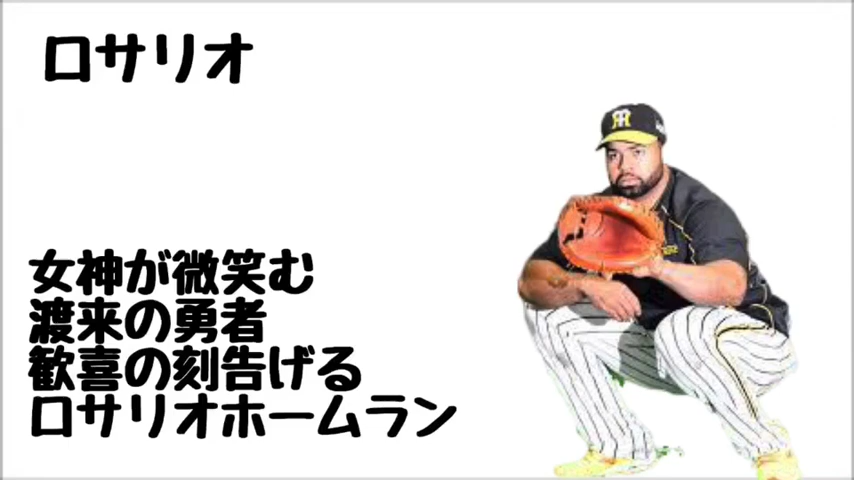 ロサリオ
女神が微笑む
渡来の勇者
歓喜の刻告げる
ロサリオホームラン